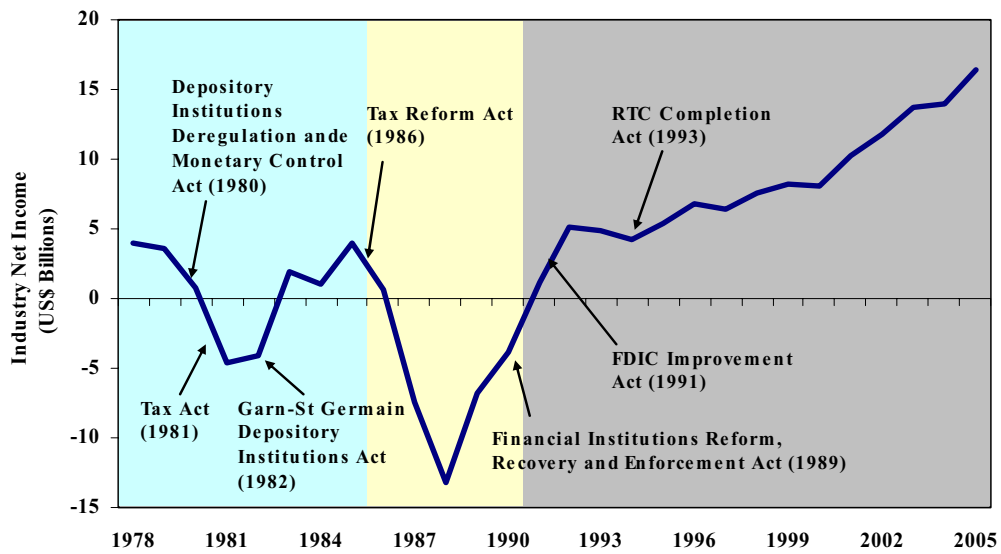 Industry Net Income
(US$ Billions)
20
15
10
5
0
-5
-10
-15
Depository
Institutions
Deregulation ande
Monetary Control
Act (1980)
Tax Reform Act
(1986)
RTC Completion
Act (1993)
Tax Act
(1981)
Garn-St Germain
Depository
Institutions Act
(1982)
FDIC Improvement
Act (1991)
Financial Institutions Reform,
Recovery and Enforcement Act (1989)
1978 1981 1984 1987 1990 1993 1996 1999 2002 2005